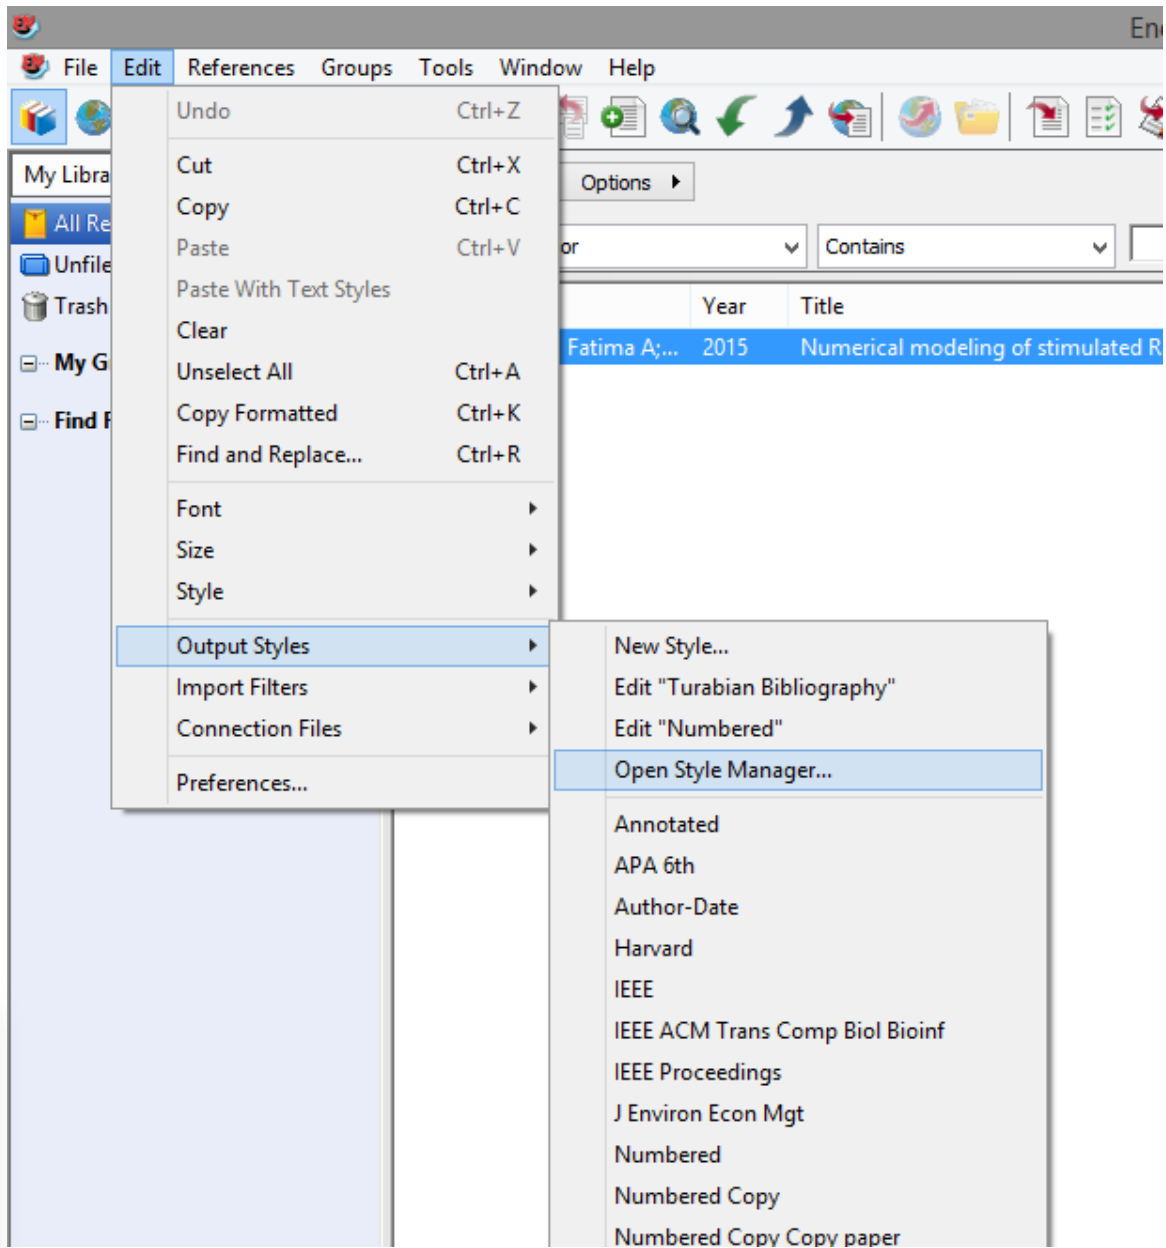 En
File Edit References Groups Tools Window Help
Undo Ctrl+Z
Cut Ctrl+X
Copy Ctrl+C
Paste Ctrl+V
Paste With Text Styles
Clear
Unselect All Ctrl+A
Copy Formatted Ctrl+K
Find and Replace... Ctrl+R
Font
Size
Style
Output Styles
Import Filters
Connection Files
Preferences...
New Style...
Edit "Turabian Bibliography"
Edit "Numbered"
Open Style Manager...
Annotated
APA 6th
Author-Date
Harvard
IEEE
IEEE ACM Trans Comp Biol Bioinf
IEEE Proceedings
J Environ Econ Mgt
Numbered
Numbered Copy
Numbered Copy Copy paper
My Libra
All Re
Unfile
Trash
My G
Find F
Options
or Contains
Year Title
Fatima A;... 2015 Numerical modeling of stimulated R